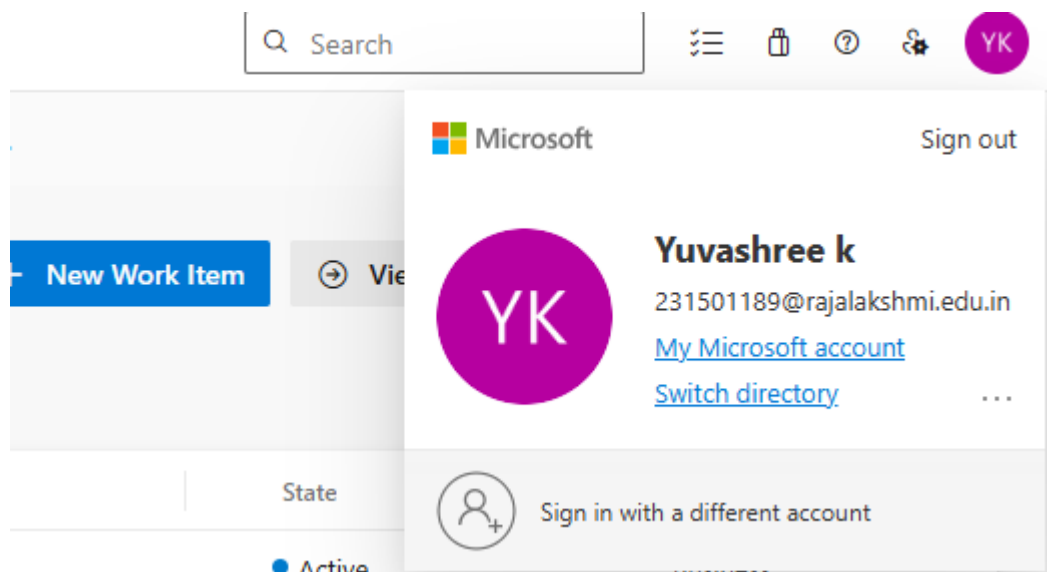 Search
YK
Microsoft
Sign out
New Work Item
Vie
YK
Yuvashree k
231501189@rajalakshmi.edu.in
My Microsoft account
Switch directory
...
State
Sign in with a different account
Active